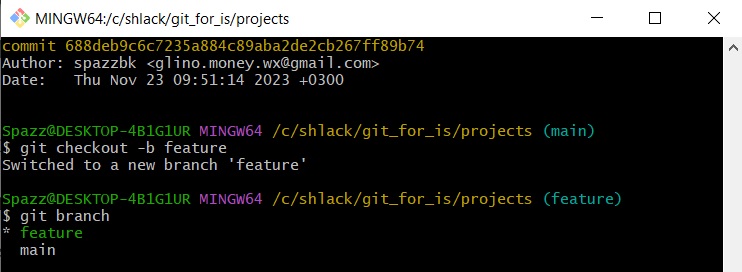 MINGW64:/c/shlack/git_for_is/projects
commit 688deb9c6c7235a884c89aba2de2cb267ff89b74
Author: spazzbk <glino.money.wx@gmail.com>
Date:   Thu Nov 23 09:51:14 2023 +0300
Spazz@DESKTOP-4B1G1UR MINGW64 /c/shlack/git_for_is/projects (main)
$ git checkout -b feature
Switched to a new branch 'feature'
Spazz@DESKTOP-4B1G1UR MINGW64 /c/shlack/git_for_is/projects (feature)
$ git branch
* feature
  main